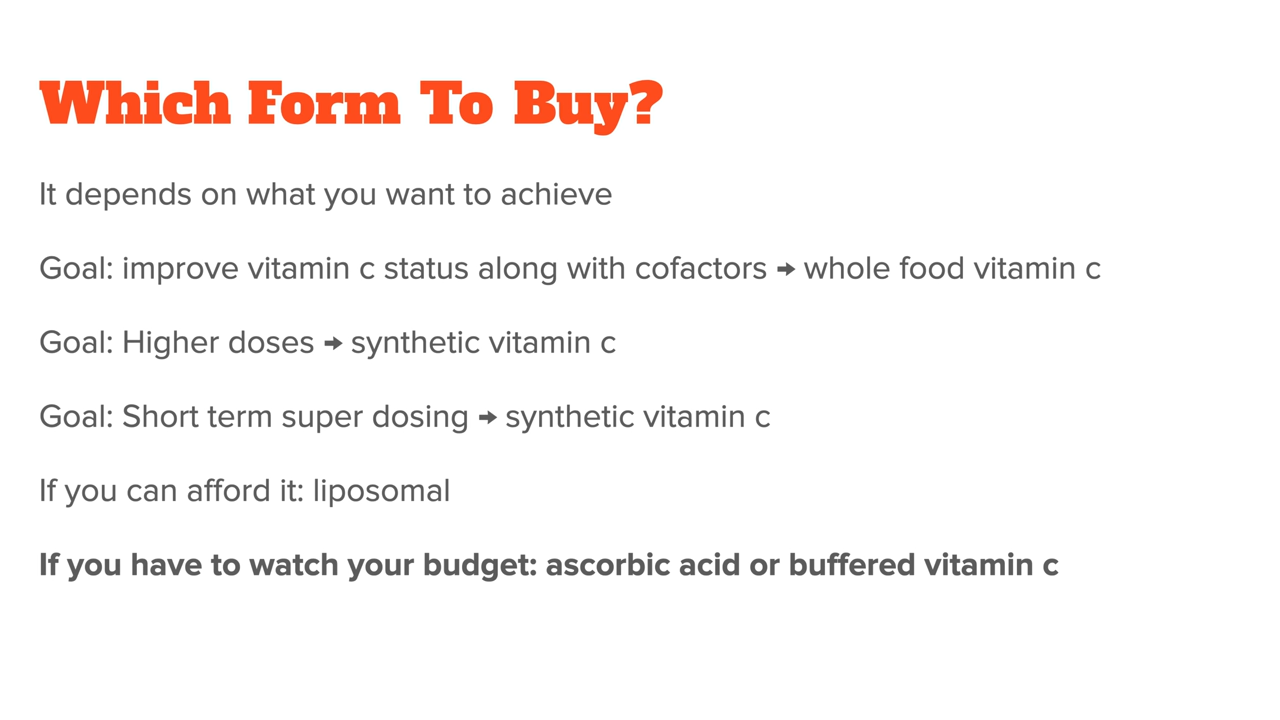 Which Form To Buy?
It depends on what you want to achieve
Goal: improve vitamin c status along with cofactors → whole food vitamin c
Goal: Higher doses → synthetic vitamin c
Goal: Short term super dosing → synthetic vitamin c
If you can afford it: liposomal
If you have to watch your budget: ascorbic acid or buffered vitamin c